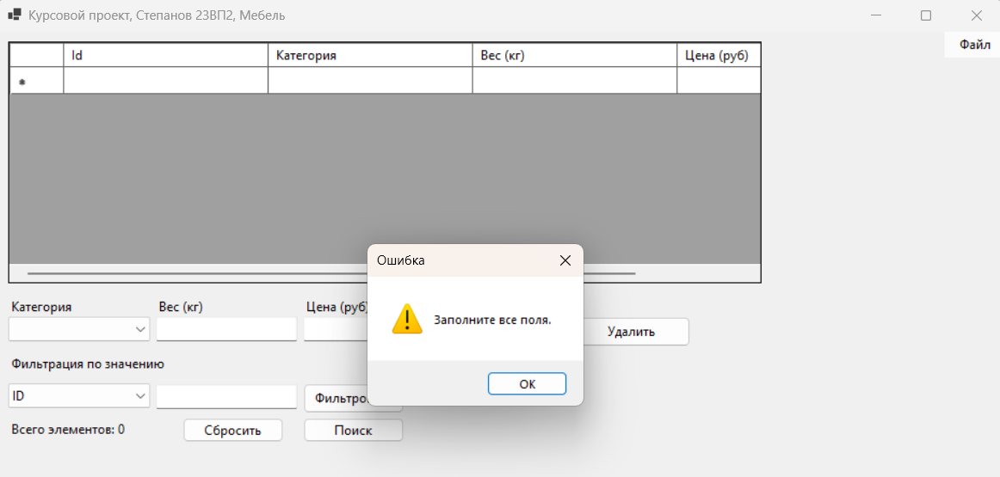 Курсовой проект, Степанов 23ВП2, Мебель
Файл
Id Категория Вес (кг) Цена (руб)
Ошибка
Заполните все поля.
OK
Категория Вес (кг) Цена (руб)
Удалить
Фильтрация по значению
ID
Всего элементов: 0 Сбросить Поиск